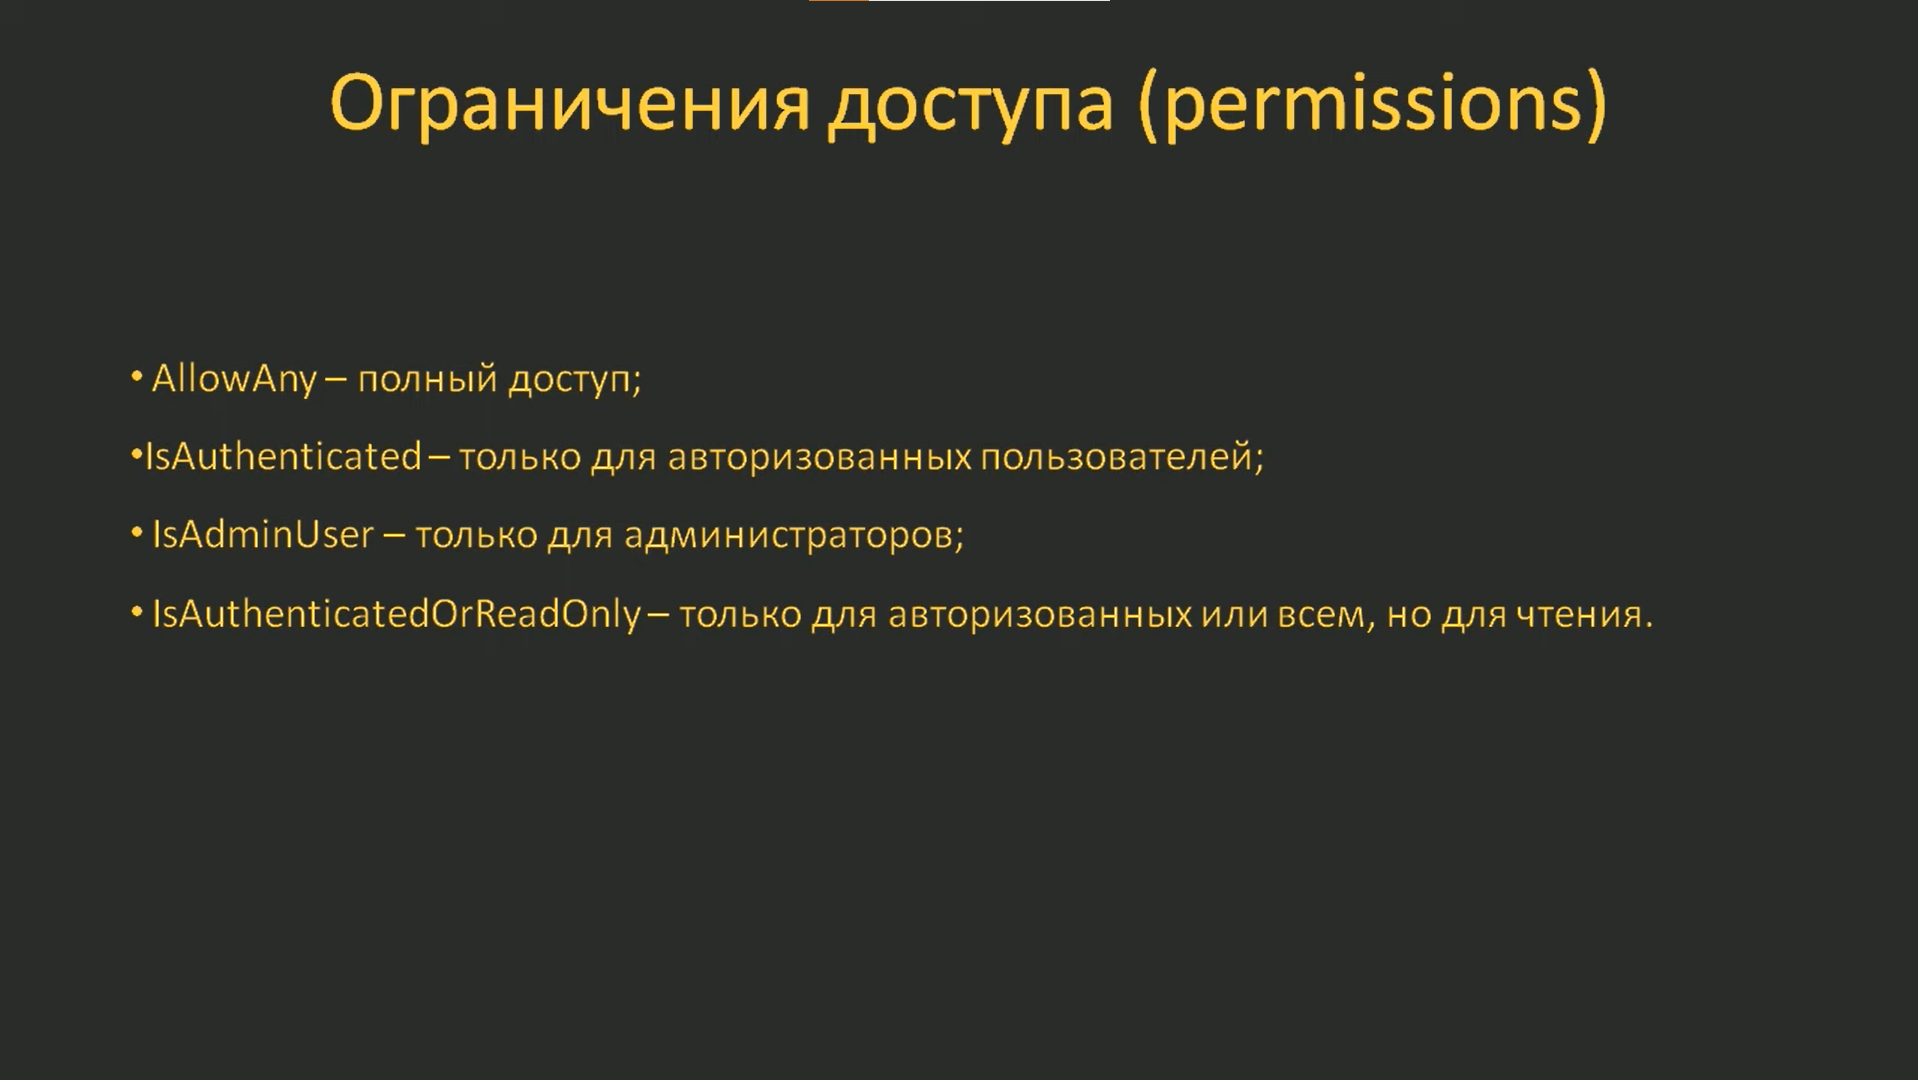 Ограничения доступа (permissions)
• AllowAny – полный доступ;
•IsAuthenticated – только для авторизованных пользователей;
• IsAdminUser – только для администраторов;
• IsAuthenticatedOrReadOnly – только для авторизованных или всем, но для чтения.